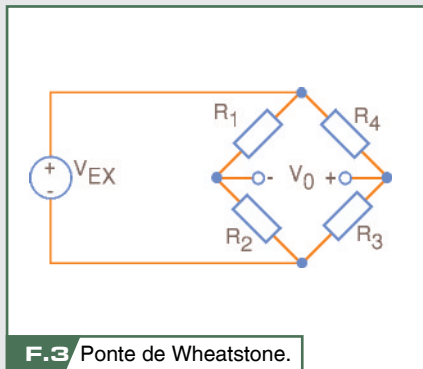 R1
R4
+
VEX
-
- V0 +
R2
R3
F.3 Ponte de Wheatstone.